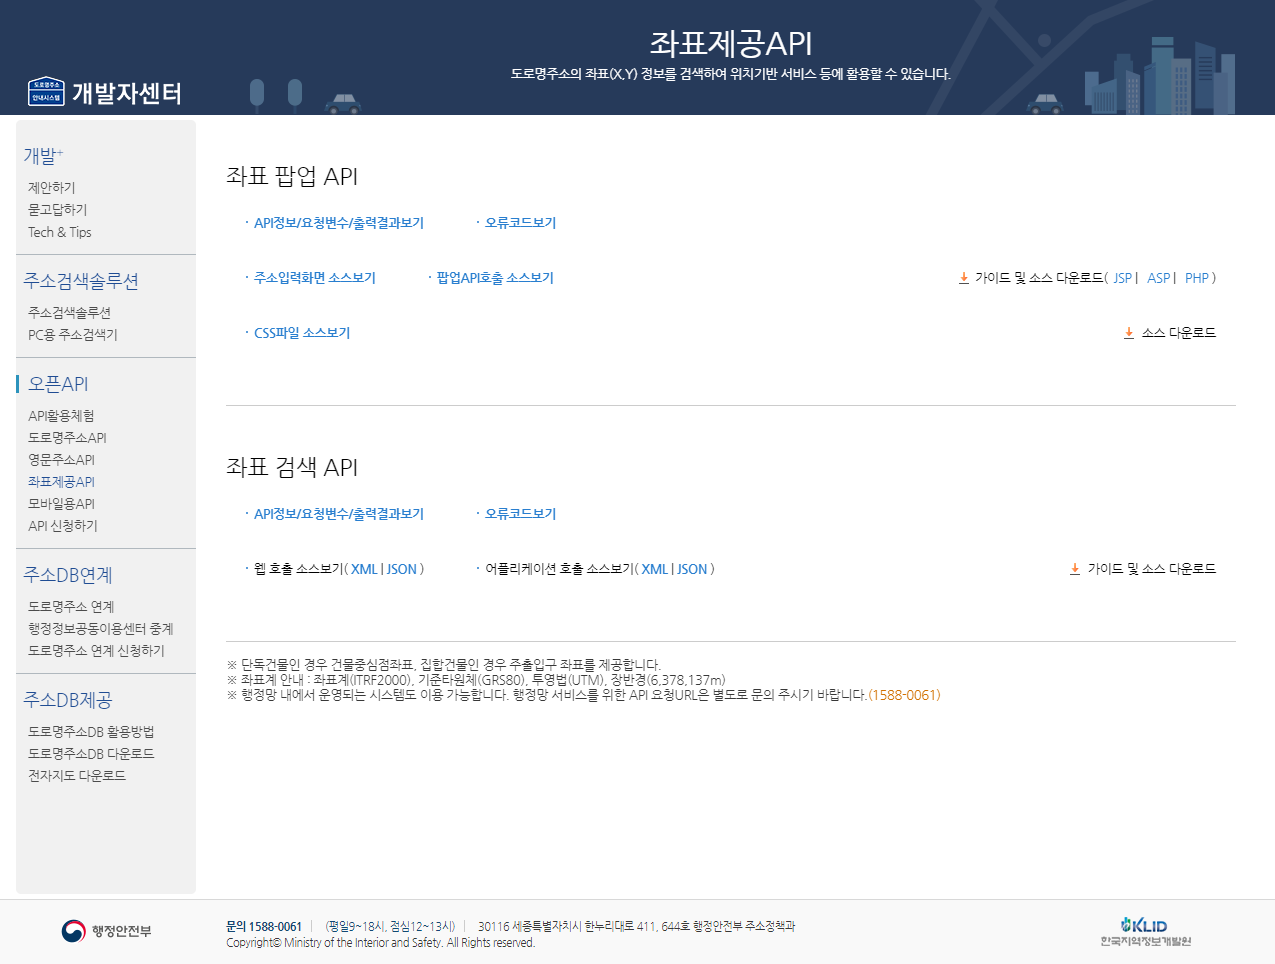 좌표제공API
도로명주소의 좌표(X,Y) 정보를 검색하여 위치기반 서비스 등에 활용할 수 있습니다.
도로명주소
안내시스템
개발자센터
개발+
제안하기
묻고답하기
Tech & Tips
주소검색솔루션
주소검색솔루션
PC용 주소검색기
오픈API
API활용체험
도로명주소API
영문주소API
좌표제공API
모바일용API
API 신청하기
주소DB연계
도로명주소 연계
행정정보공동이용센터 중계
도로명주소 연계 신청하기
주소DB제공
도로명주소DB 활용방법
도로명주소DB 다운로드
전자지도 다운로드
좌표 팝업 API
· API정보/요청변수/출력결과보기 · 오류코드보기
· 주소입력화면 소스보기 · 팝업API호출 소스보기 가이드 및 소스 다운로드( JSP | ASP | PHP )
· CSS파일 소스보기 소스 다운로드
좌표 검색 API
· API정보/요청변수/출력결과보기 · 오류코드보기
· 웹 호출 소스보기( XML | JSON ) · 어플리케이션 호출 소스보기( XML | JSON ) 가이드 및 소스 다운로드
※ 단독건물인 경우 건물중심점좌표, 집합건물인 경우 주출입구 좌표를 제공합니다.
※ 좌표계 안내 : 좌표계(ITRF2000), 기준타원체(GRS80), 투영법(UTM), 장반경(6,378,137m)
※ 행정망 내에서 운영되는 시스템도 이용 가능합니다. 행정망 서비스를 위한 API 요청URL은 별도로 문의 주시기 바랍니다.(1588-0061)
행정안전부
문의 1588-0061 | (평일9~18시, 점심12~13시) | 30116 세종특별자치시 한누리대로 411, 644호 행정안전부 주소정책과
Copyright© Ministry of the Interior and Safety. All Rights reserved.
KLID
한국지역정보개발원